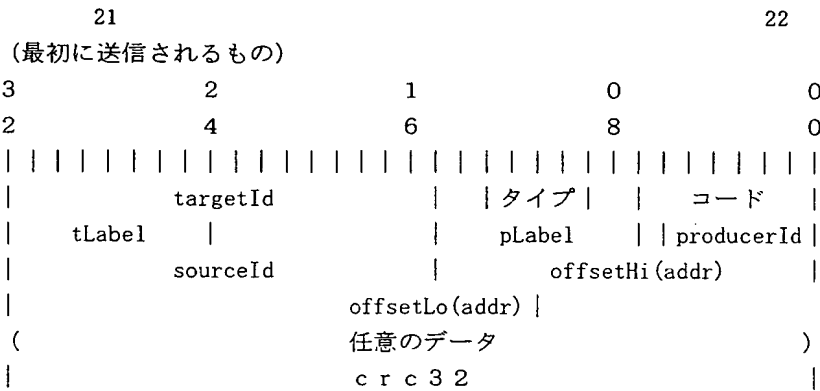 21 22
(最初に送信されるもの)
3 2 1 0 0
2 4 6 8 0
| | | | | | | | | | | | | | | | | | | | | | | | | | | | | | | | |
| targetId | | タイプ | | コード |
| tLabel | | pLabel | | producerId |
| sourceId | offsetHi(addr) |
| offsetLo(addr) |
( 任意のデータ )
| crc32 |